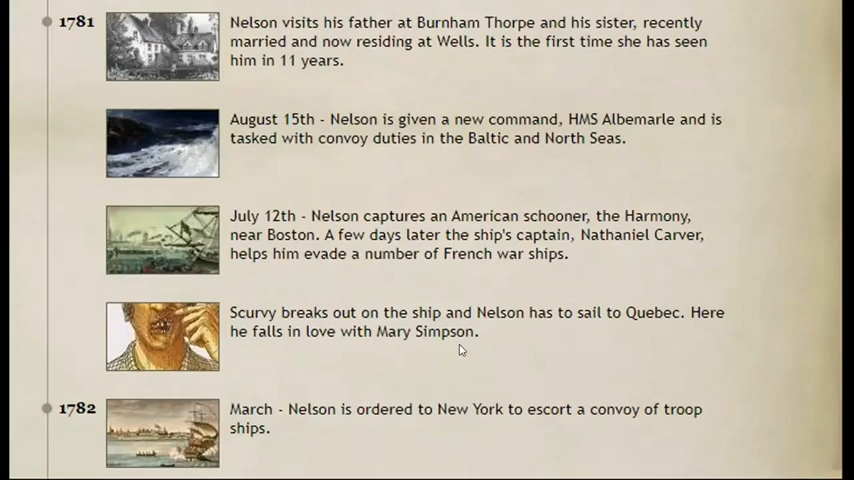 1781
Nelson visits his father at Burnham Thorpe and his sister, recently
married and now residing at Wells. It is the first time she has seen
him in 11 years.
August 15th - Nelson is given a new command, HMS Albemarle and is
tasked with convoy duties in the Baltic and North Seas.
July 12th - Nelson captures an American schooner, the Harmony,
near Boston. A few days later the ship's captain, Nathaniel Carver,
helps him evade a number of French war ships.
Scurvy breaks out on the ship and Nelson has to sail to Quebec. Here
he falls in love with Mary Simpson.
1782
March - Nelson is ordered to New York to escort a convoy of troop
ships.